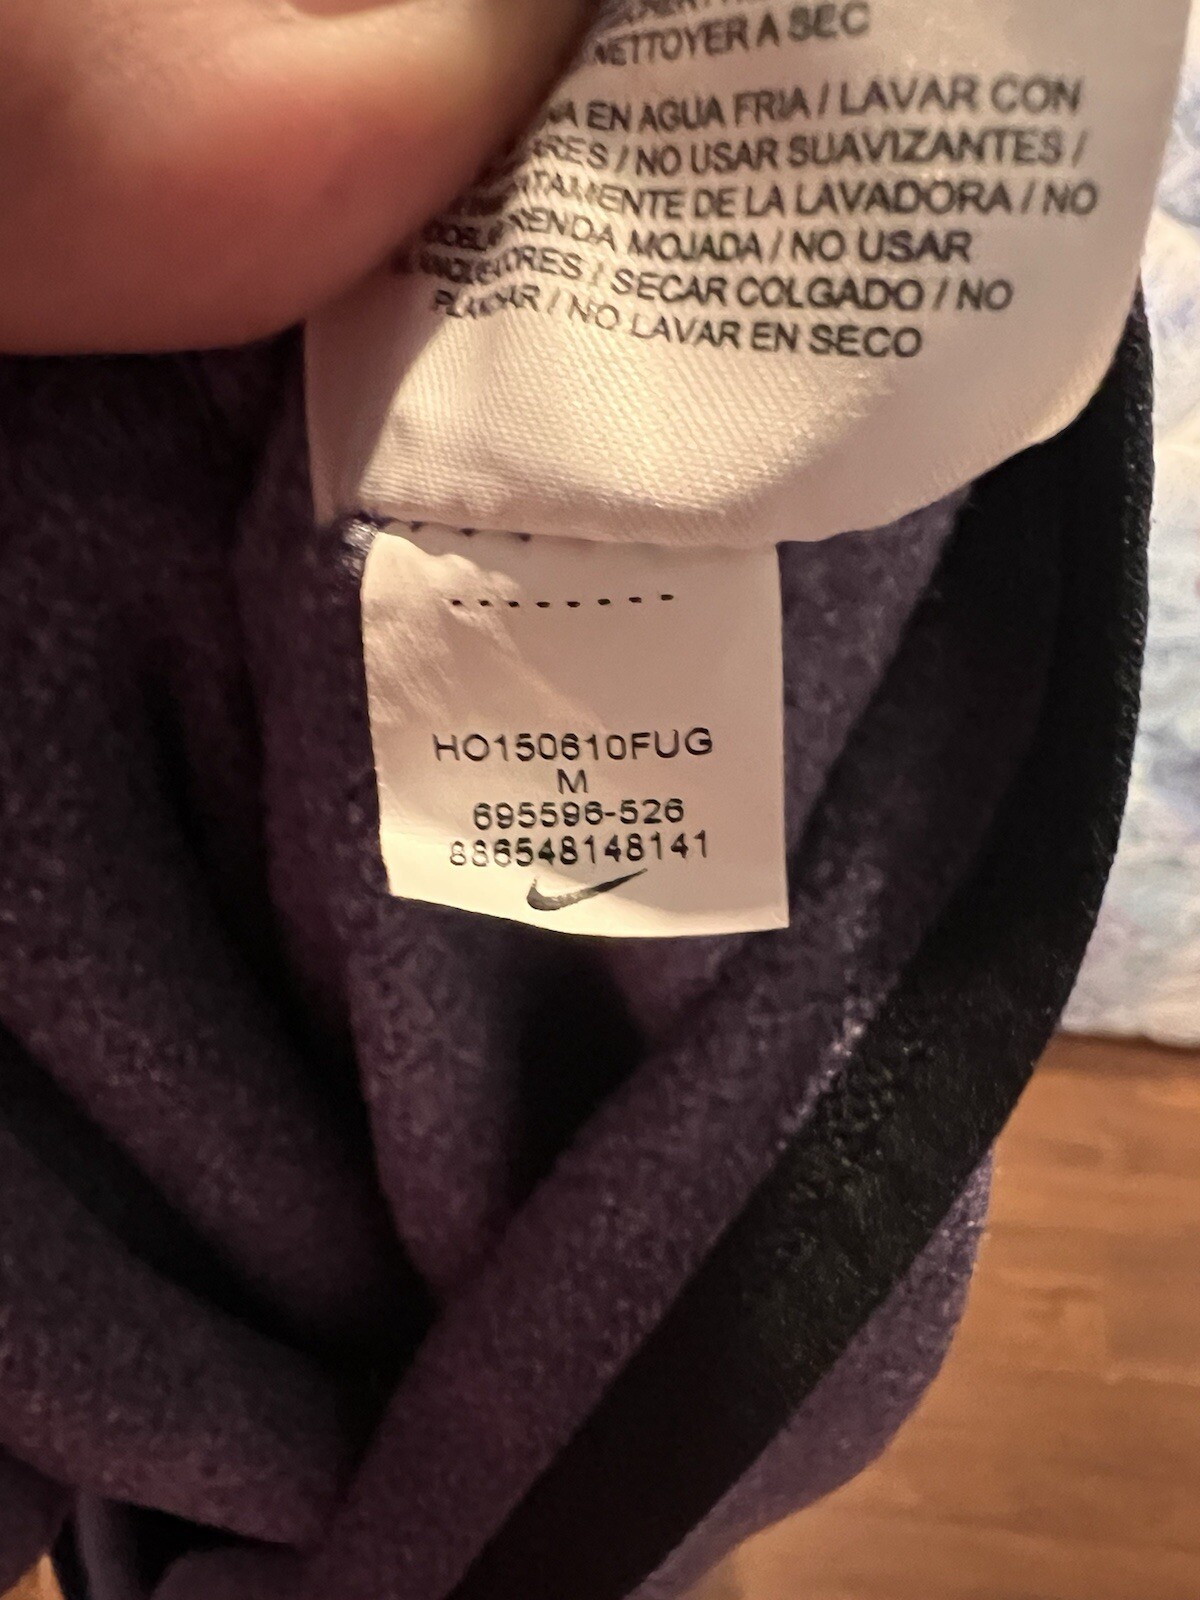 NETTOYER A SEC
EN AGUA FRIA / LAVAR CON
/ NO USAR SUAVIZANTES /
DE LA LAVADORA / NO
MOJADA / NO USAR
/ SECAR COLGADO / NO
PLANCHAR / NO LAVAR EN SECO
HO150610FUG
M
695596-526
886548148141